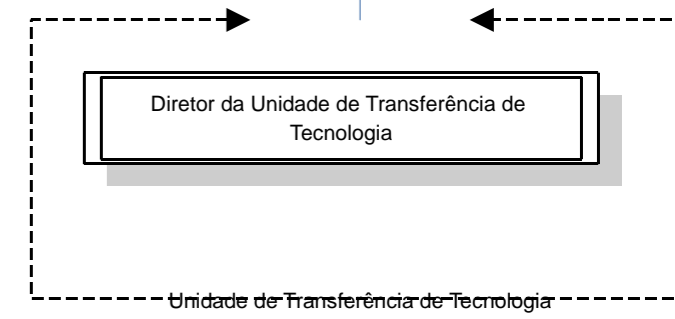 Diretor da Unidade de Transferência de
Tecnologia
Unidade de Transferência de Tecnologia